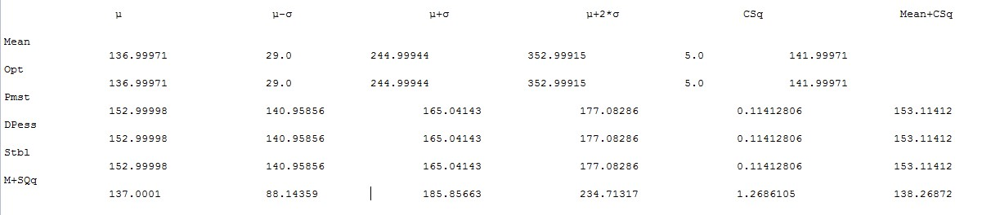 µ µ-σ µ+σ µ+2*σ CSq Mean+CSq
Mean
136.99971 29.0 244.99944 352.99915 5.0 141.99971
Opt
136.99971 29.0 244.99944 352.99915 5.0 141.99971
Pmst
152.99998 140.95856 165.04143 177.08286 0.11412806 153.11412
DPess
152.99998 140.95856 165.04143 177.08286 0.11412806 153.11412
Stbl
152.99998 140.95856 165.04143 177.08286 0.11412806 153.11412
M+SQq
137.0001 88.14359 185.85663 234.71317 1.2686105 138.26872